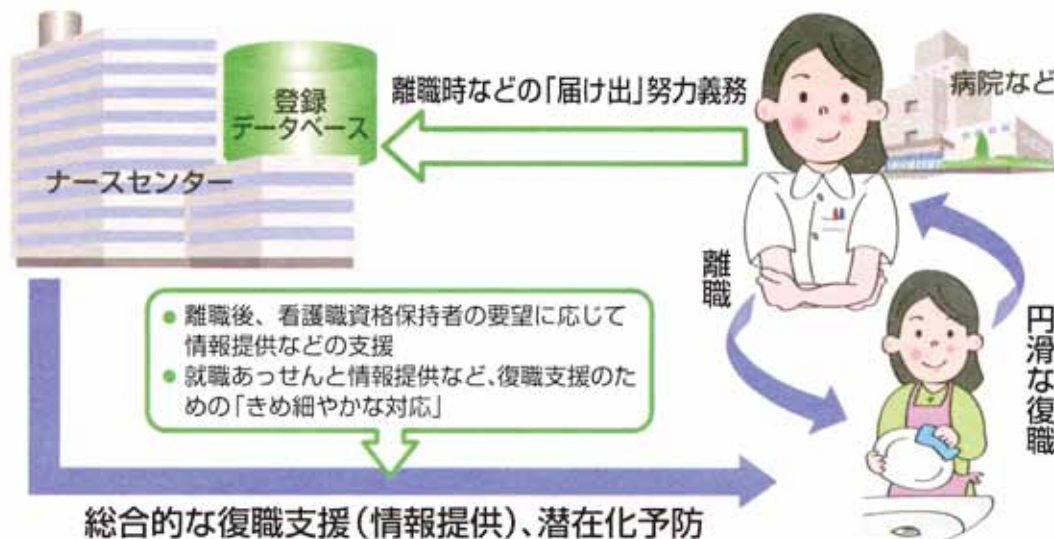 登録
データベース
ナースセンター
離職時などの「届け出」努力義務
病院など
離職
円滑な復職
● 離職後、看護職資格保持者の要望に応じて
情報提供などの支援
● 就職あっせんと情報提供など、復職支援のた
めの「きめ細やかな対応」
総合的な復職支援(情報提供)、潜在化予防